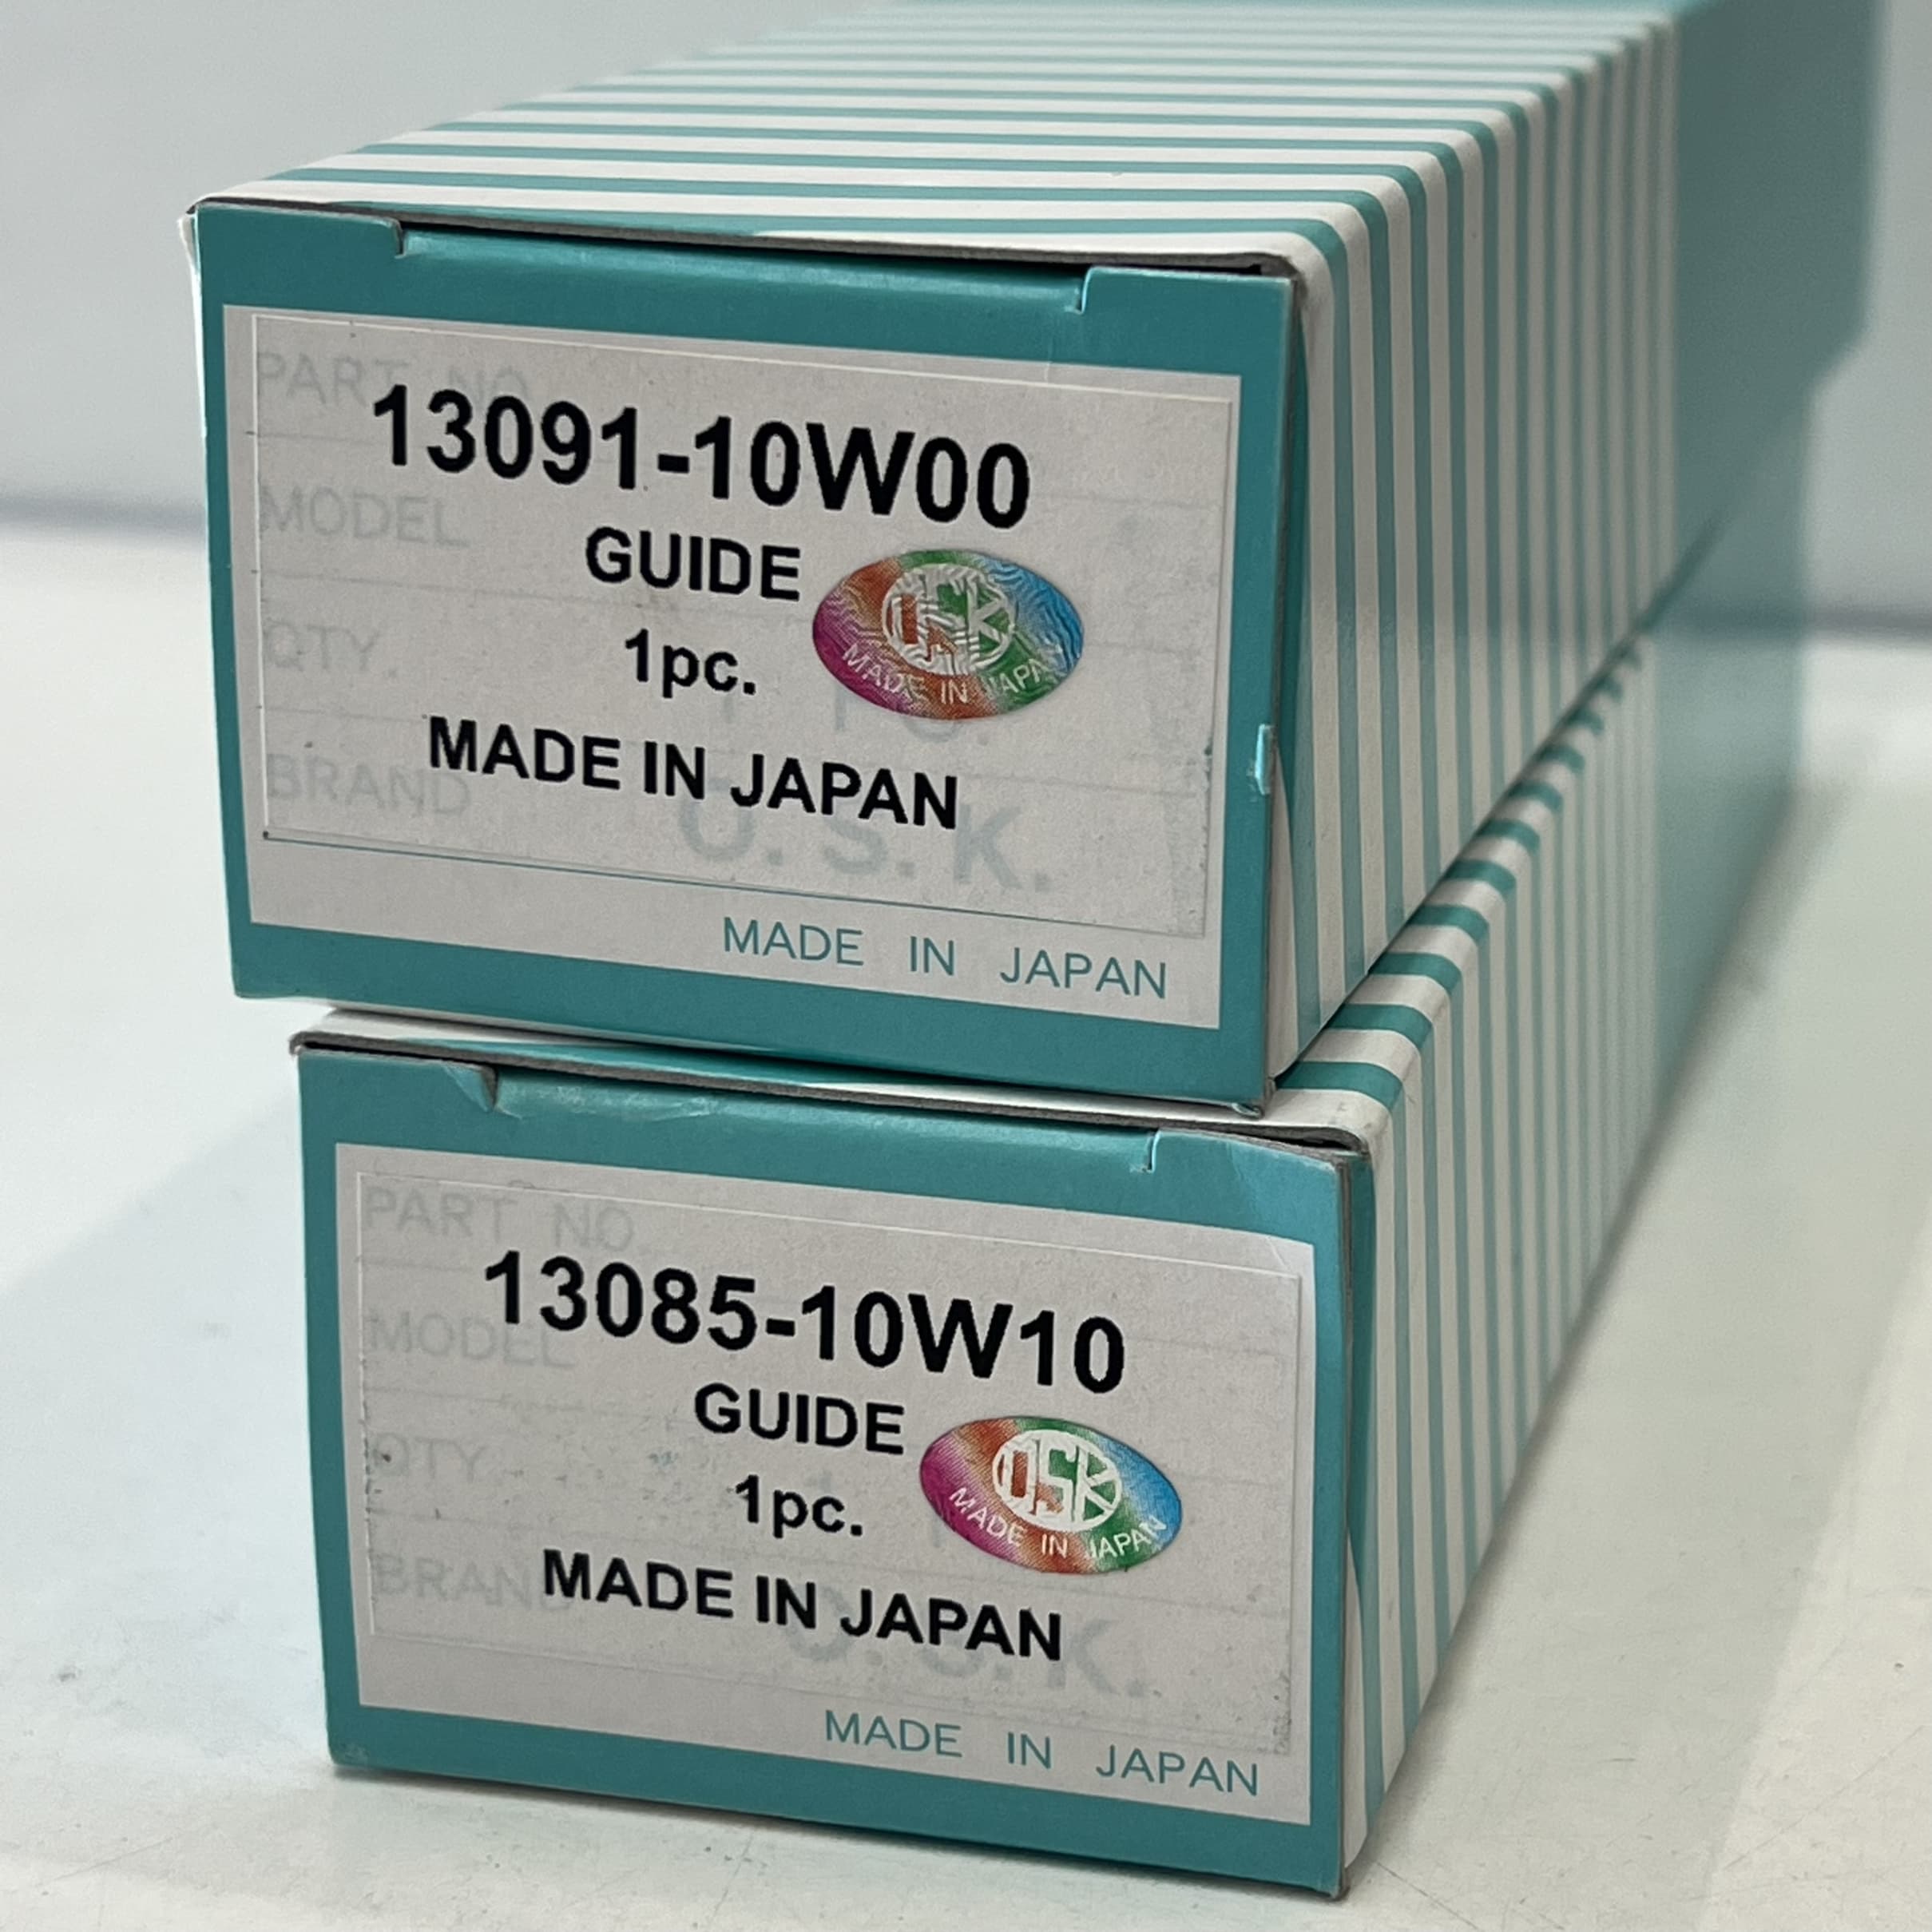 PART NO.
13091-10W00
MODEL
GUIDE
OSK
MADE IN JAPAN
QTY.
1pc.
1 PC.
BRAND
MADE IN JAPAN
O.S.K.
MADE IN JAPAN
PART NO.
13085-10W10
MODEL
GUIDE
OSK
MADE IN JAPAN
QTY.
1pc.
BRAND
MADE IN JAPAN
O.S.K.
MADE IN JAPAN